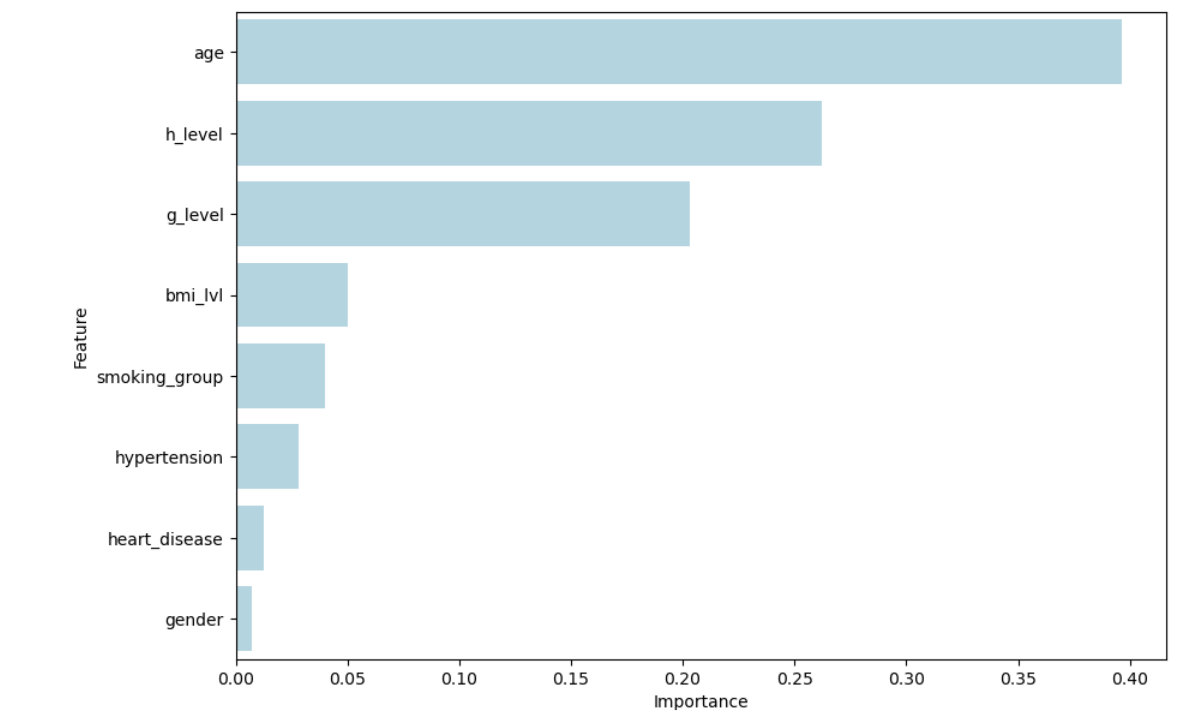 age
h_level
g_level
bmi_lvl
smoking_group
hypertension
heart_disease
gender
Feature
0.00 0.05 0.10 0.15 0.20 0.25 0.30 0.35 0.40
Importance